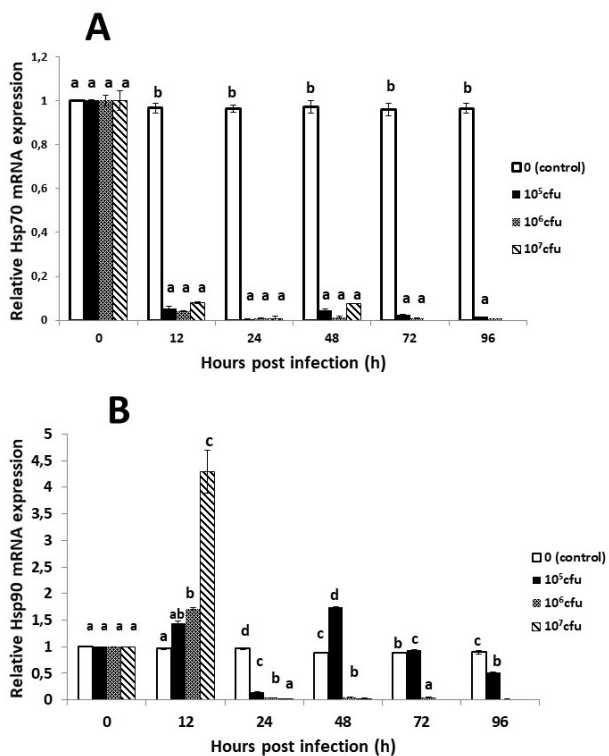 A
Relative Hsp70 mRNA expression
1,2
1
0,8
0,6
0,4
0,2
0
a a a a
b
a a a
b
a a a
b
a a a
b
a a
b
a
0 12 24 48 72 96
Hours post infection (h)
0 (control)
10⁵cfu
10⁶cfu
10⁷cfu
B
Relative Hsp90 mRNA expression
5
4,5
4
3,5
3
2,5
2
1,5
1
0,5
0
a a a a
a ab b c
d c b a
c d b
b c a
c b
0 12 24 48 72 96
Hours post infection (h)
0 (control)
10⁵cfu
10⁶cfu
10⁷cfu